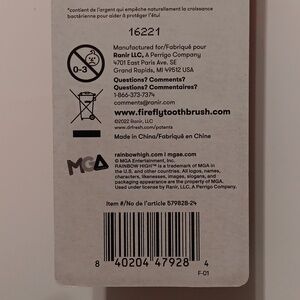 *contient de l'argent qui empêche naturellement la croissance
bactérienne pour aider à protéger l'étui
16221
0-3
Manufactured for/Fabriqué pour
Ranir LLC, A Perrigo Company
4701 East Paris Ave. SE
Grand Rapids, MI 49512 USA
Questions? Comments?
Questions? Commentaires?
1-866-373-7374
comments@ranir.com
www.fireflytoothbrush.com
©2022 Ranir, LLC
www.drfresh.com/patents
Made in China/Fabriqué en China
MGA
rainbowhigh.com | mgae.com
© MGA Entertainment, Inc.
RAINBOW HIGH™ is a trademark of MGA
in the U.S. and other countries. All logos, names,
characters, likenesses, images, slogans, and
packaging appearance are the property of MGA.
Used under license by Ranir, LLC, A Perrigo Company.
Item #/No de l'article 57982B-24
8 40204 47928 4
F-01